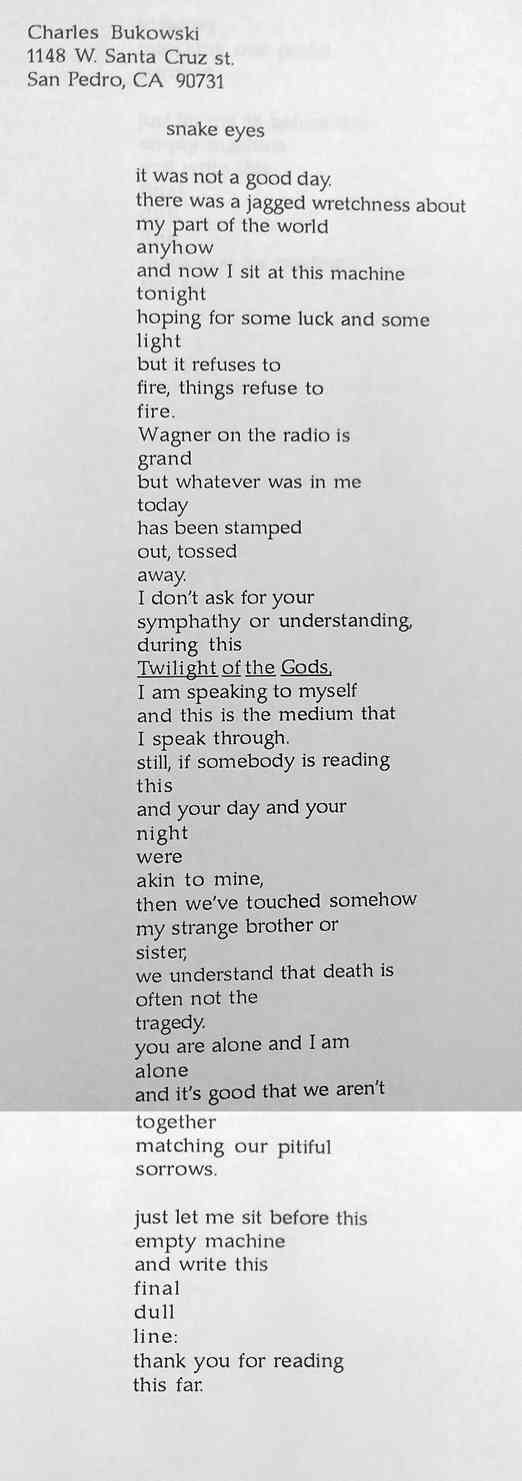 Charles Bukowski
1148 W. Santa Cruz st.
San Pedro, CA 90731
snake eyes
it was not a good day.
there was a jagged wretchness about
my part of the world
anyhow
and now I sit at this machine
tonight
hoping for some luck and some
light
but it refuses to
fire, things refuse to
fire.
Wagner on the radio is
grand
but whatever was in me
today
has been stamped
out, tossed
away.
I don't ask for your
symphathy or understanding,
during this
Twilight of the Gods,
I am speaking to myself
and this is the medium that
I speak through.
still, if somebody is reading
this
and your day and your
night
were
akin to mine,
then we've touched somehow
my strange brother or
sister,
we understand that death is
often not the
tragedy.
you are alone and I am
alone
and it's good that we aren't
together
matching our pitiful
sorrows.
just let me sit before this
empty machine
and write this
final
dull
line:
thank you for reading
this far.